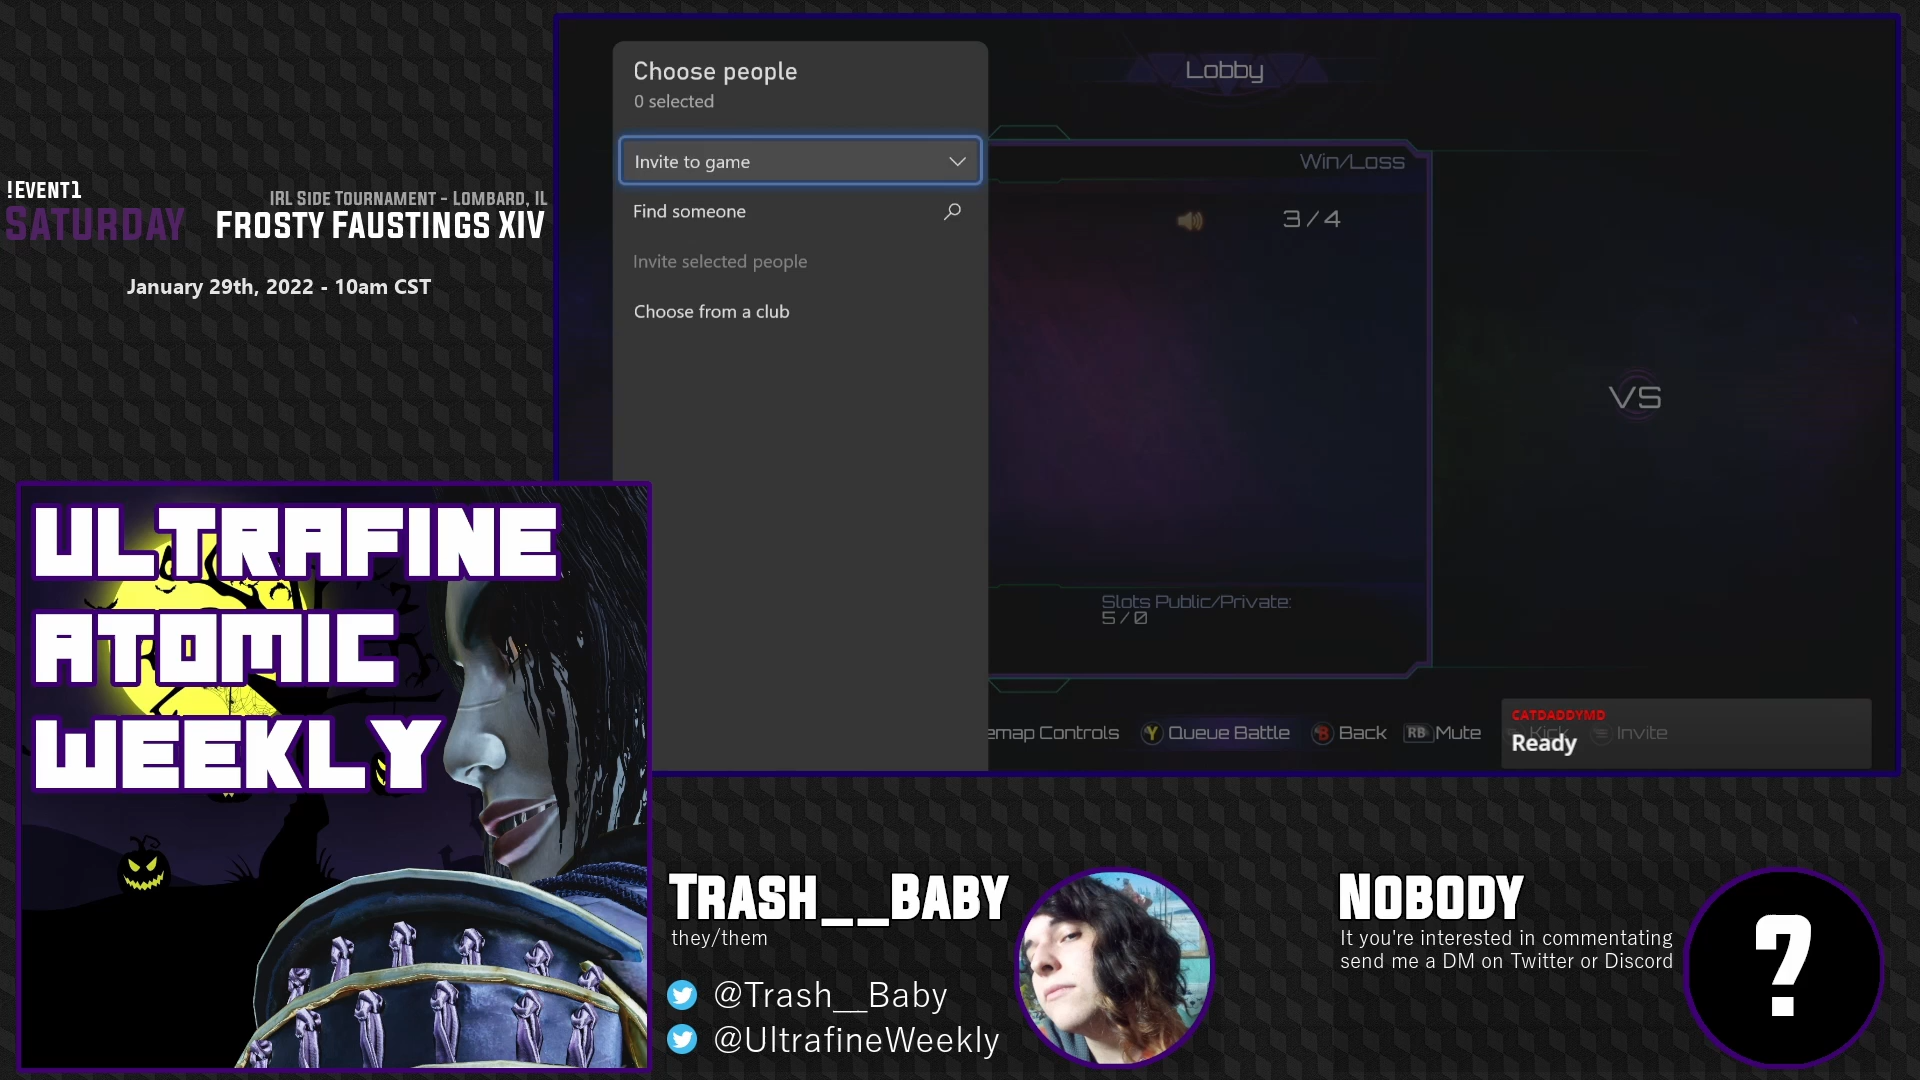 !EVENT1
SATURDAY
IRL SIDE TOURNAMENT - LOMBARD, IL
FROSTY FAUSTINGS XIV
January 29th, 2022 - 10am CST
Choose people
0 selected
Invite to game
Find someone
Invite selected people
Choose from a club
Lobby
Win/Loss
3/4
VS
Slots Public/Private:
5/0
emap Controls
Y Queue Battle
B Back
RB Mute
Kick
Invite
CATDADDYMD
Ready
ULTRAFINE
ATOMIC
WEEKLY
TRASH__BABY
they/them
@Trash__Baby
@UltrafineWeekly
NOBODY
It you're interested in commentating
send me a DM on Twitter or Discord
?